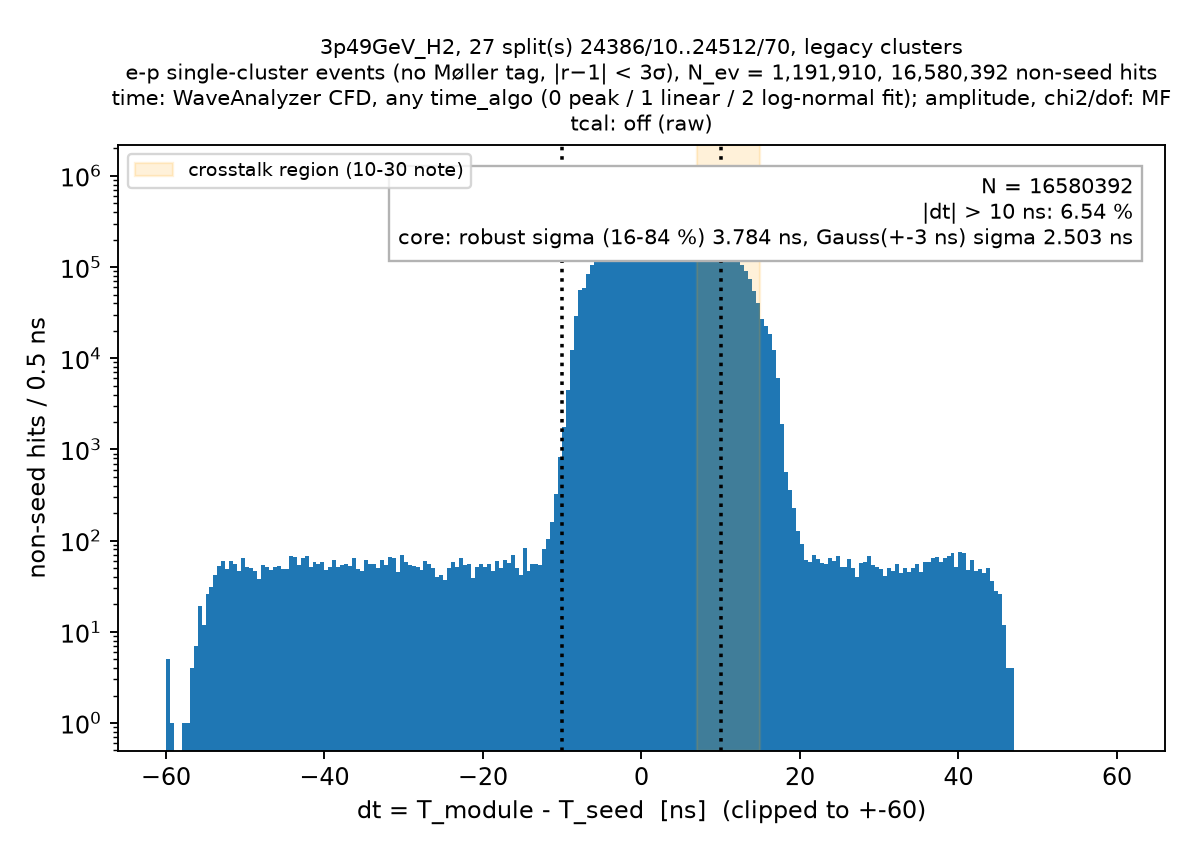 3p49GeV_H2, 27 split(s) 24386/10..24512/70, legacy clusters
e-p single-cluster events (no Møller tag, |r−1| < 3σ), N_ev = 1,191,910, 16,580,392 non-seed hits
time: WaveAnalyzer CFD, any time_algo (0 peak / 1 linear / 2 log-normal fit); amplitude, chi2/dof: MF
tcal: off (raw)
crosstalk region (10-30 note)
N = 16580392
|dt| > 10 ns: 6.54 %
core: robust sigma (16-84 %) 3.784 ns, Gauss(+-3 ns) sigma 2.503 ns
non-seed hits / 0.5 ns
10⁶
10⁵
10⁴
10³
10²
10¹
10⁰
−60 −40 −20 0 20 40 60
dt = T_module - T_seed [ns] (clipped to +-60)